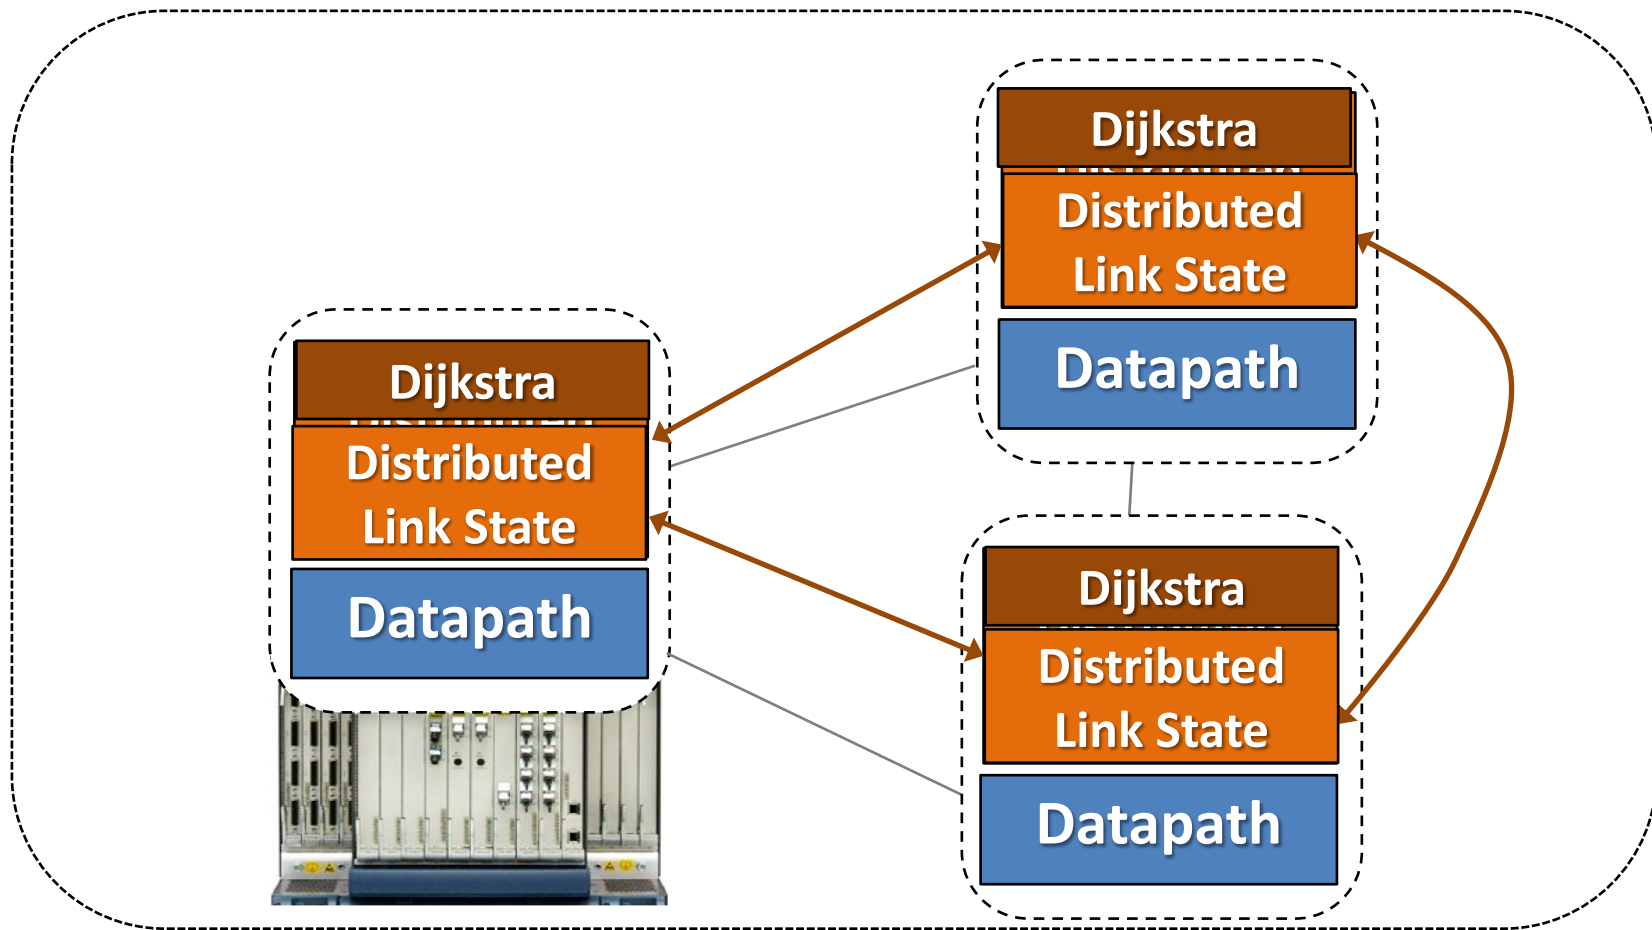 Dijkstra
Distributed
Link State
Datapath
Dijkstra
Distributed
Link State
Datapath
Dijkstra
Distributed
Link State
Datapath